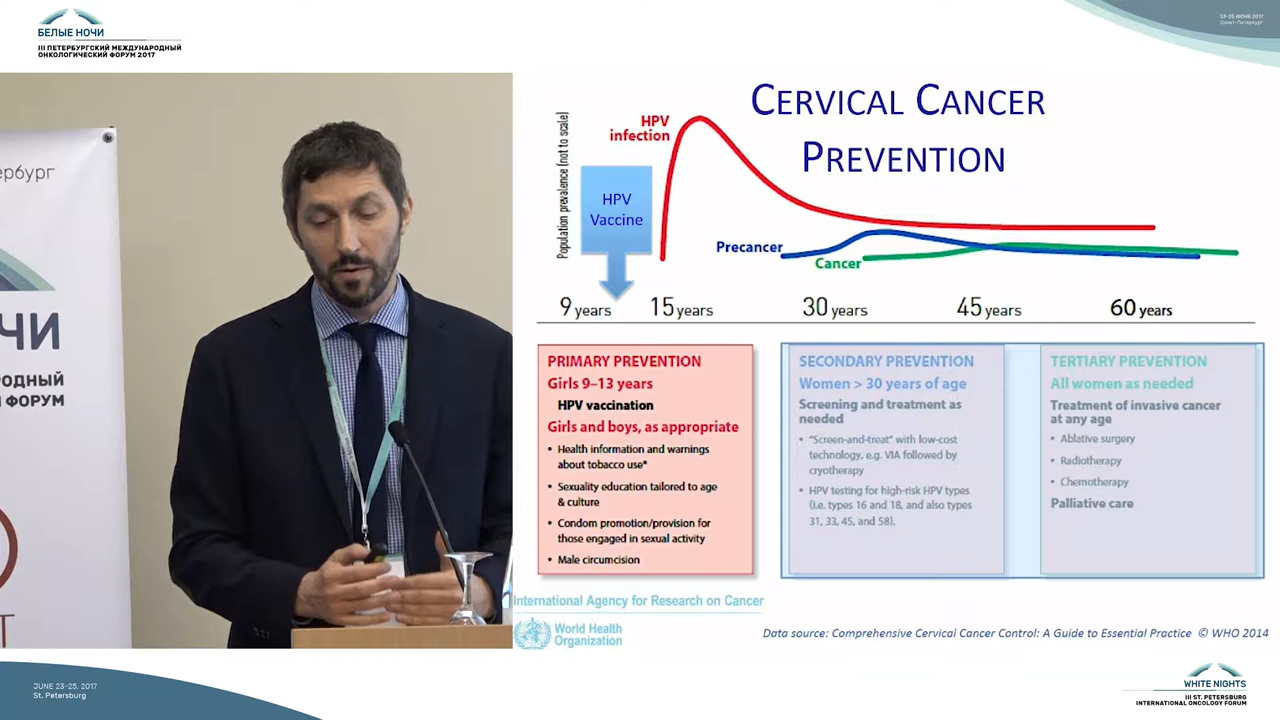 БЕЛЫЕ НОЧИ
III ПЕТЕРБУРГСКИЙ МЕЖДУНАРОДНЫЙ
ОНКОЛОГИЧЕСКИЙ ФОРУМ 2017
23-25 ИЮНЯ 2017
Санкт-Петербург
ербург
ЧИ
ОДНЫЙ
ФОРУМ
Т
CERVICAL CANCER
PREVENTION
Population prevalence (not to scale)
HPV
infection
HPV
Vaccine
Precancer
Cancer
9 years 15 years 30 years 45 years 60 years
PRIMARY PREVENTION
Girls 9–13 years
HPV vaccination
Girls and boys, as appropriate
• Health information and warnings
about tobacco use*
• Sexuality education tailored to age
& culture
• Condom promotion/provision for
those engaged in sexual activity
• Male circumcision
SECONDARY PREVENTION
Women > 30 years of age
Screening and treatment as
needed
• “Screen-and-treat” with low-cost
technology, e.g. VIA followed by
cryotherapy
• HPV testing for high-risk HPV types
(i.e. types 16 and 18, and also types
31, 33, 45, and 58).
TERTIARY PREVENTION
All women as needed
Treatment of invasive cancer
at any age
• Ablative surgery
• Radiotherapy
• Chemotherapy
Palliative care
International Agency for Research on Cancer
World Health
Organization
Data source: Comprehensive Cervical Cancer Control: A Guide to Essential Practice © WHO 2014
JUNE 23-25, 2017
St. Petersburg
WHITE NIGHTS
III ST. PETERSBURG
INTERNATIONAL ONCOLOGY FORUM